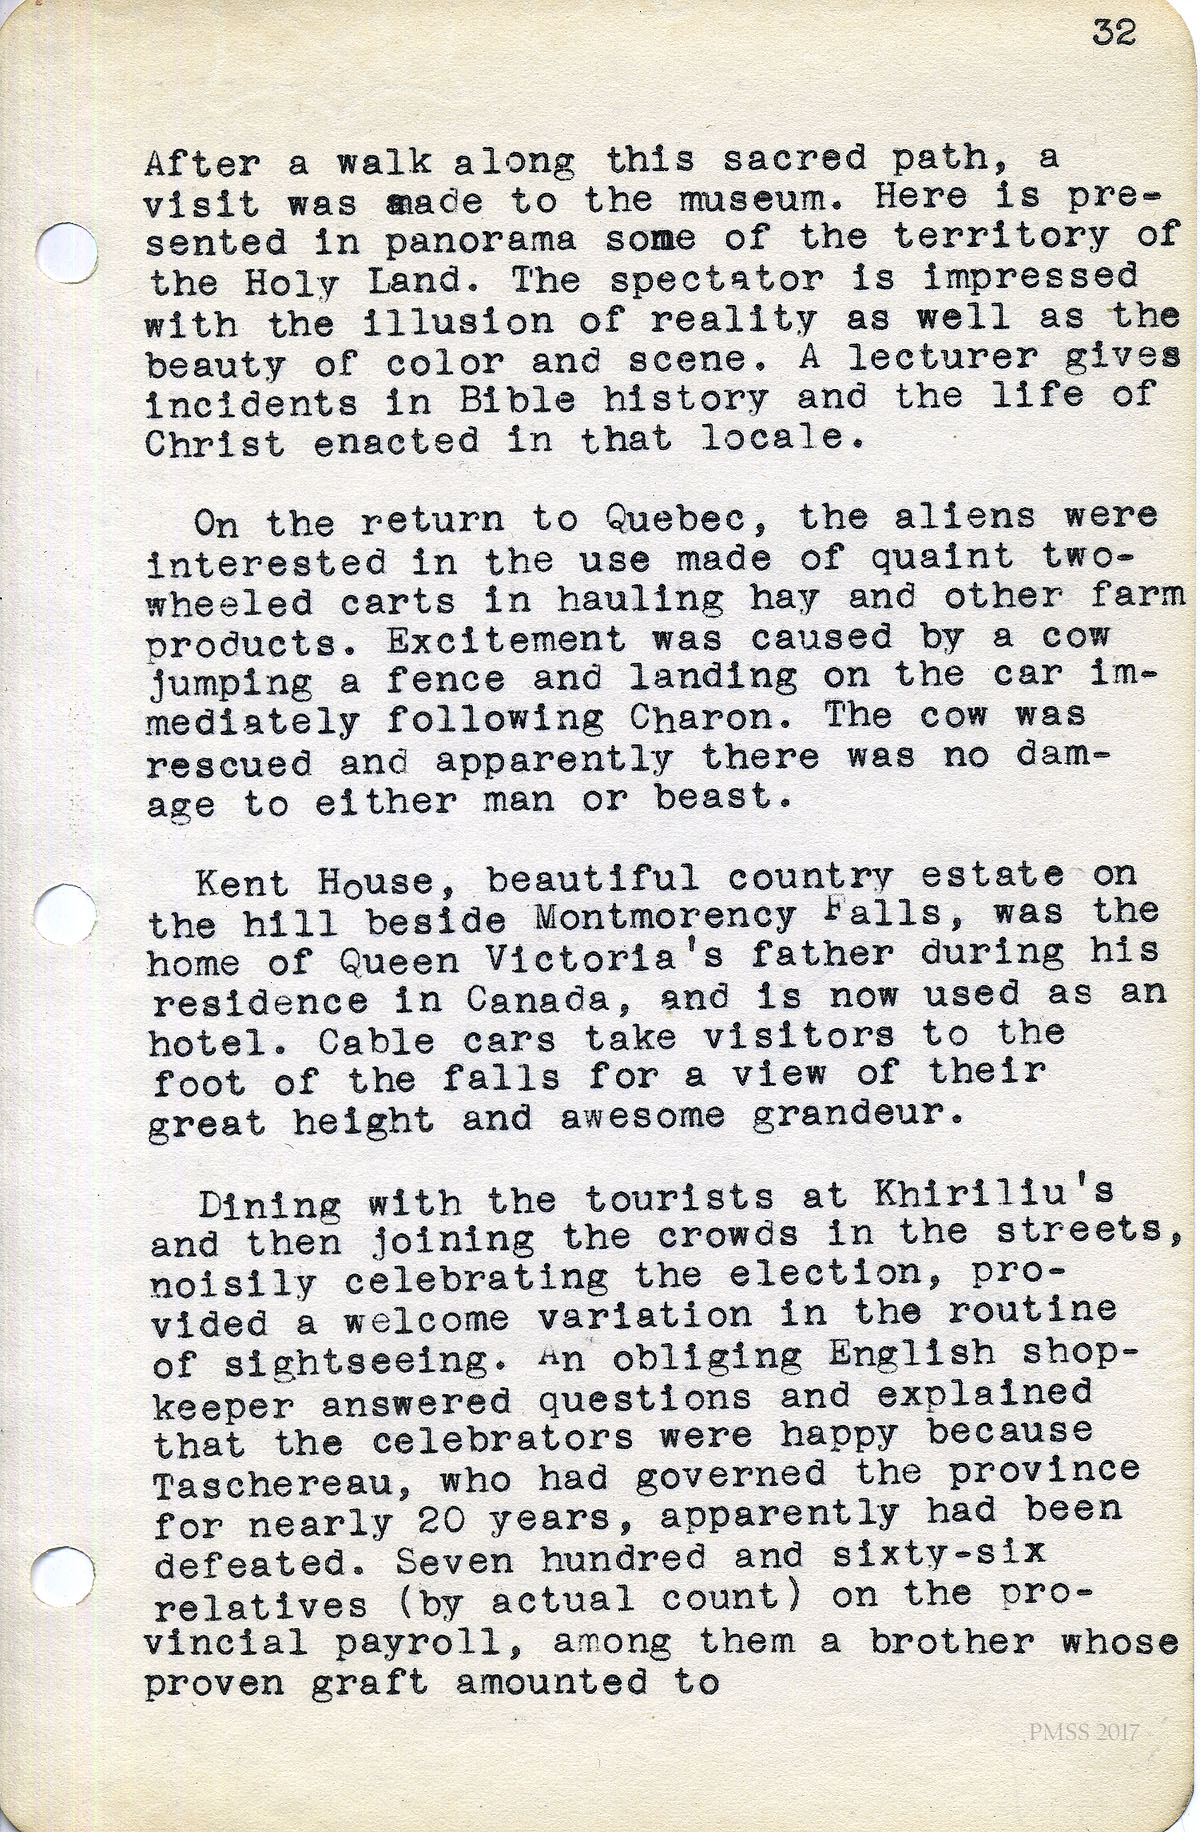 32
After a walk along this sacred path, a
visit was made to the museum. Here is pre-
sented in panorama some of the territory of
the Holy Land. The spectator is impressed
with the illusion of reality as well as the
beauty of color and scene. A lecturer gives
incidents in Bible history and the life of
Christ enacted in that locale.
On the return to Quebec, the aliens were
interested in the use made of quaint two-
wheeled carts in hauling hay and other farm
products. Excitement was caused by a cow
jumping a fence and landing on the car im-
mediately following Charon. The cow was
rescued and apparently there was no dam-
age to either man or beast.
Kent House, beautiful country estate on
the hill beside Montmorency Falls, was the
home of Queen Victoria's father during his
residence in Canada, and is now used as an
hotel. Cable cars take visitors to the
foot of the falls for a view of their
great height and awesome grandeur.
Dining with the tourists at Khiriliu's
and then joining the crowds in the streets,
noisily celebrating the election, pro-
vided a welcome variation in the routine
of sightseeing. An obliging English shop-
keeper answered questions and explained
that the celebrators were happy because
Taschereau, who had governed the province
for nearly 20 years, apparently had been
defeated. Seven hundred and sixty-six
relatives (by actual count) on the pro-
vincial payroll, among them a brother whose
proven graft amounted to
PMSS 2017